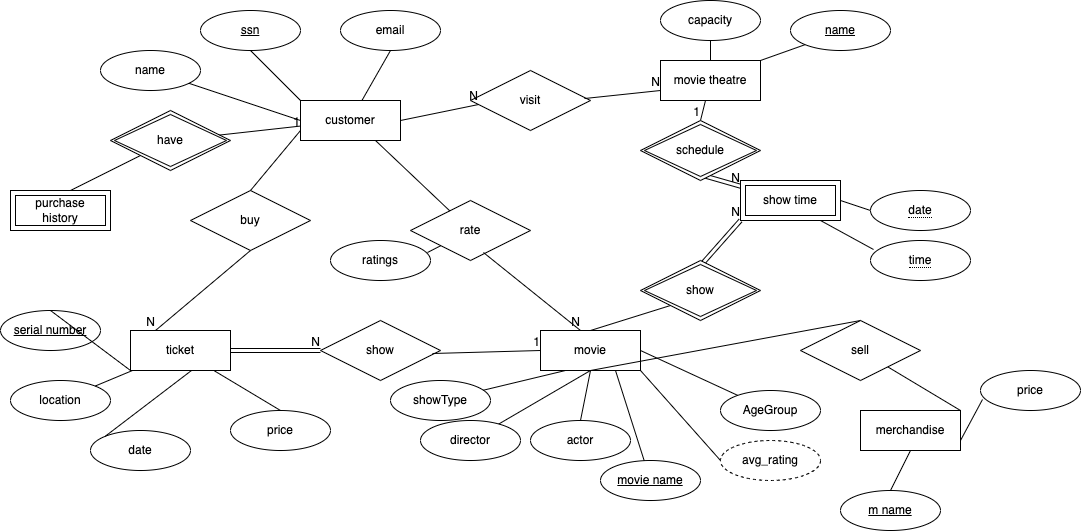 capacity
ssn
email
name
name
movie theatre
N
N
visit
1
customer
1
have
schedule
N
purchase
history
show time
N
date
buy
rate
ratings
time
show
N
N
serial number
N
1
ticket
show
movie
sell
showType
location
price
AgeGroup
price
merchandise
director
actor
date
avg_rating
movie name
m name